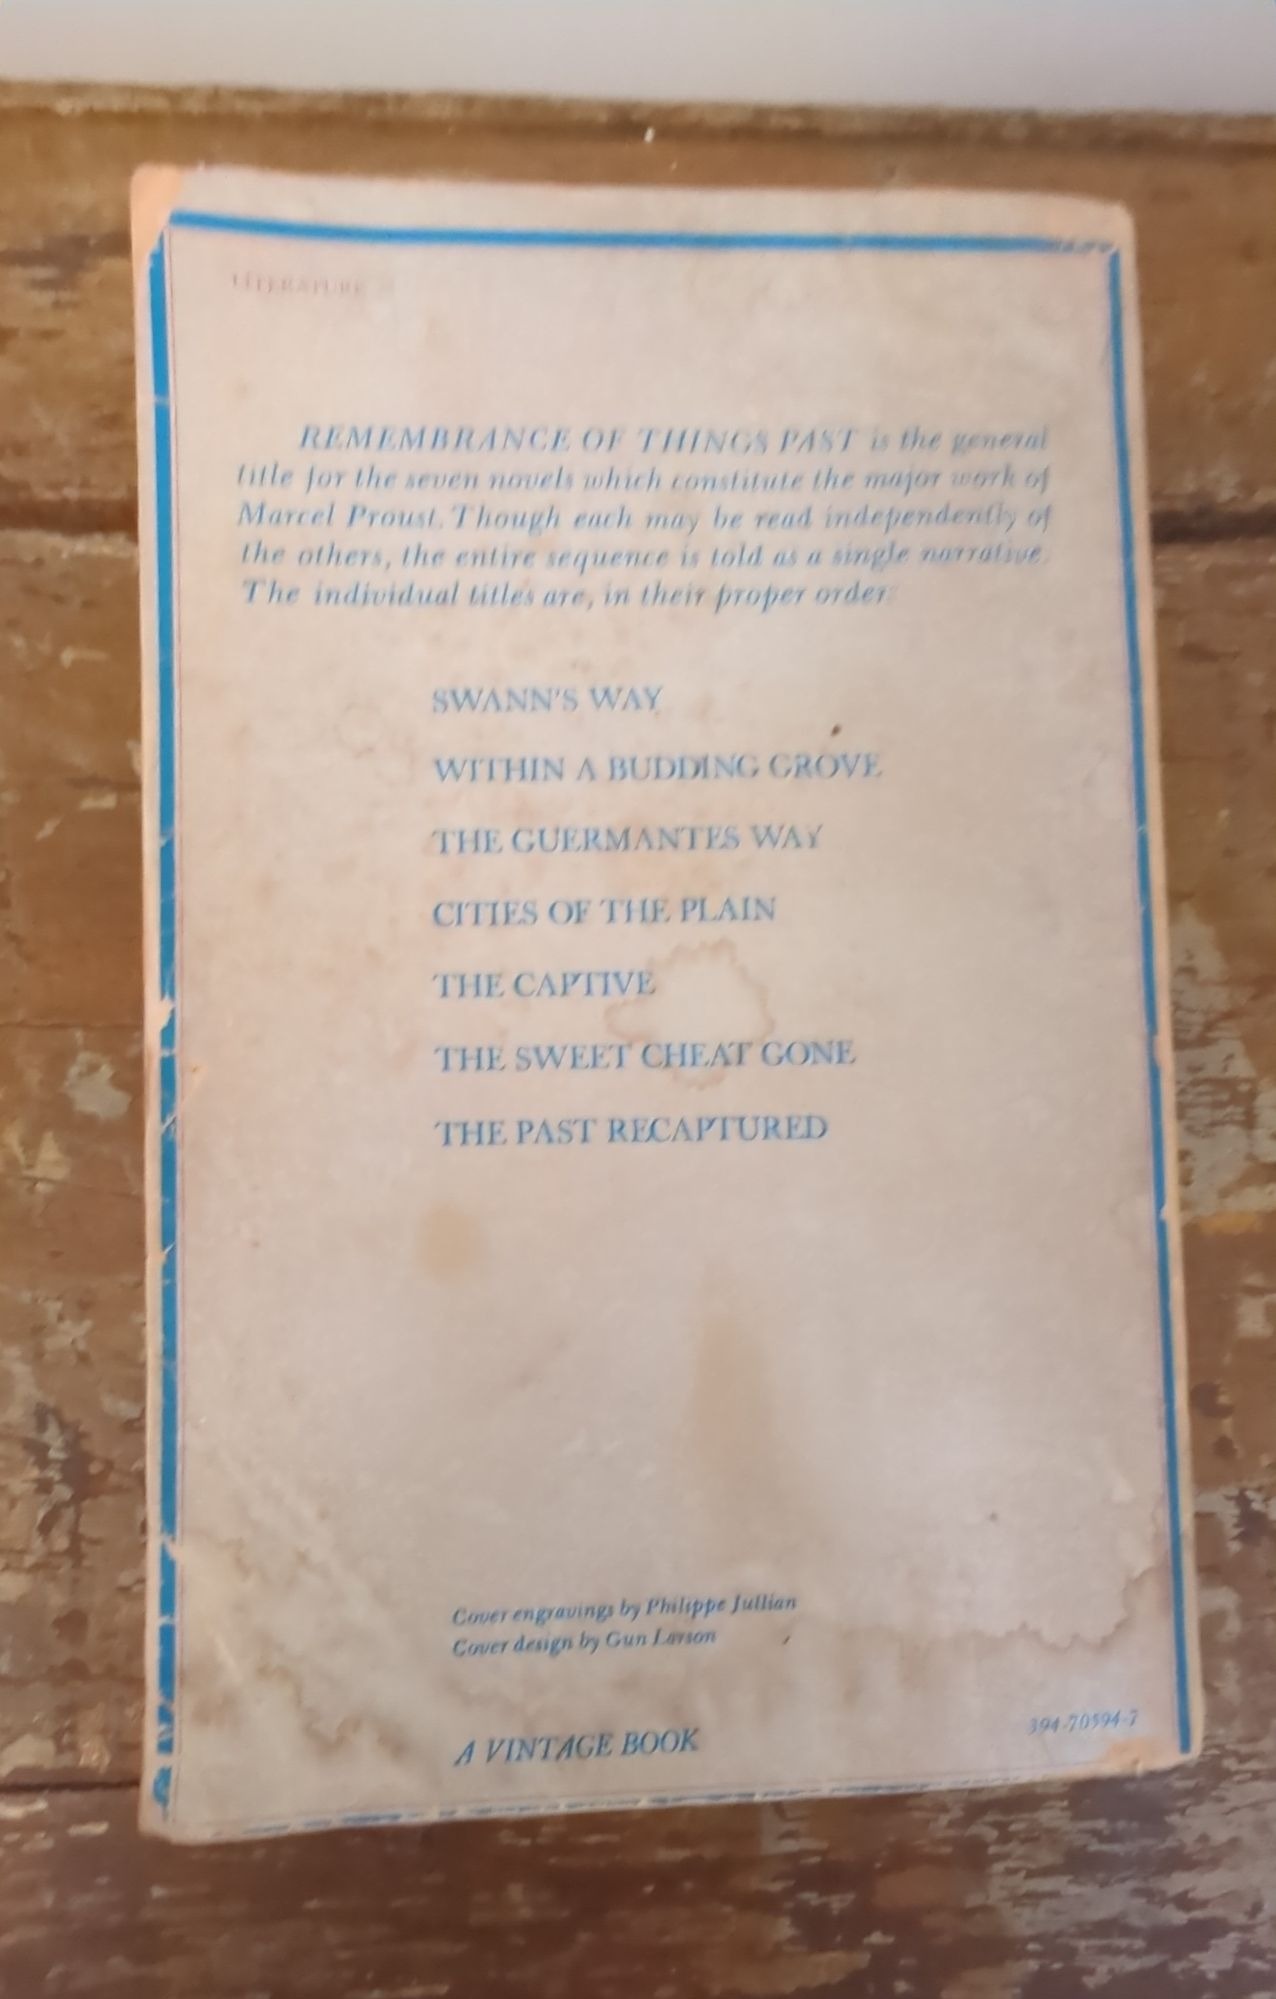 LITERATURE
REMEMBRANCE OF THINGS PAST is the general
title for the seven novels which constitute the major work of
Marcel Proust. Though each may be read independently of
the others, the entire sequence is told as a single narrative.
The individual titles are, in their proper order:
SWANN'S WAY
WITHIN A BUDDING GROVE
THE GUERMANTES WAY
CITIES OF THE PLAIN
THE CAPTIVE
THE SWEET CHEAT GONE
THE PAST RECAPTURED
Cover engravings by Philippe Jullian
Cover design by Gun Larson
394-70594-7
A VINTAGE BOOK